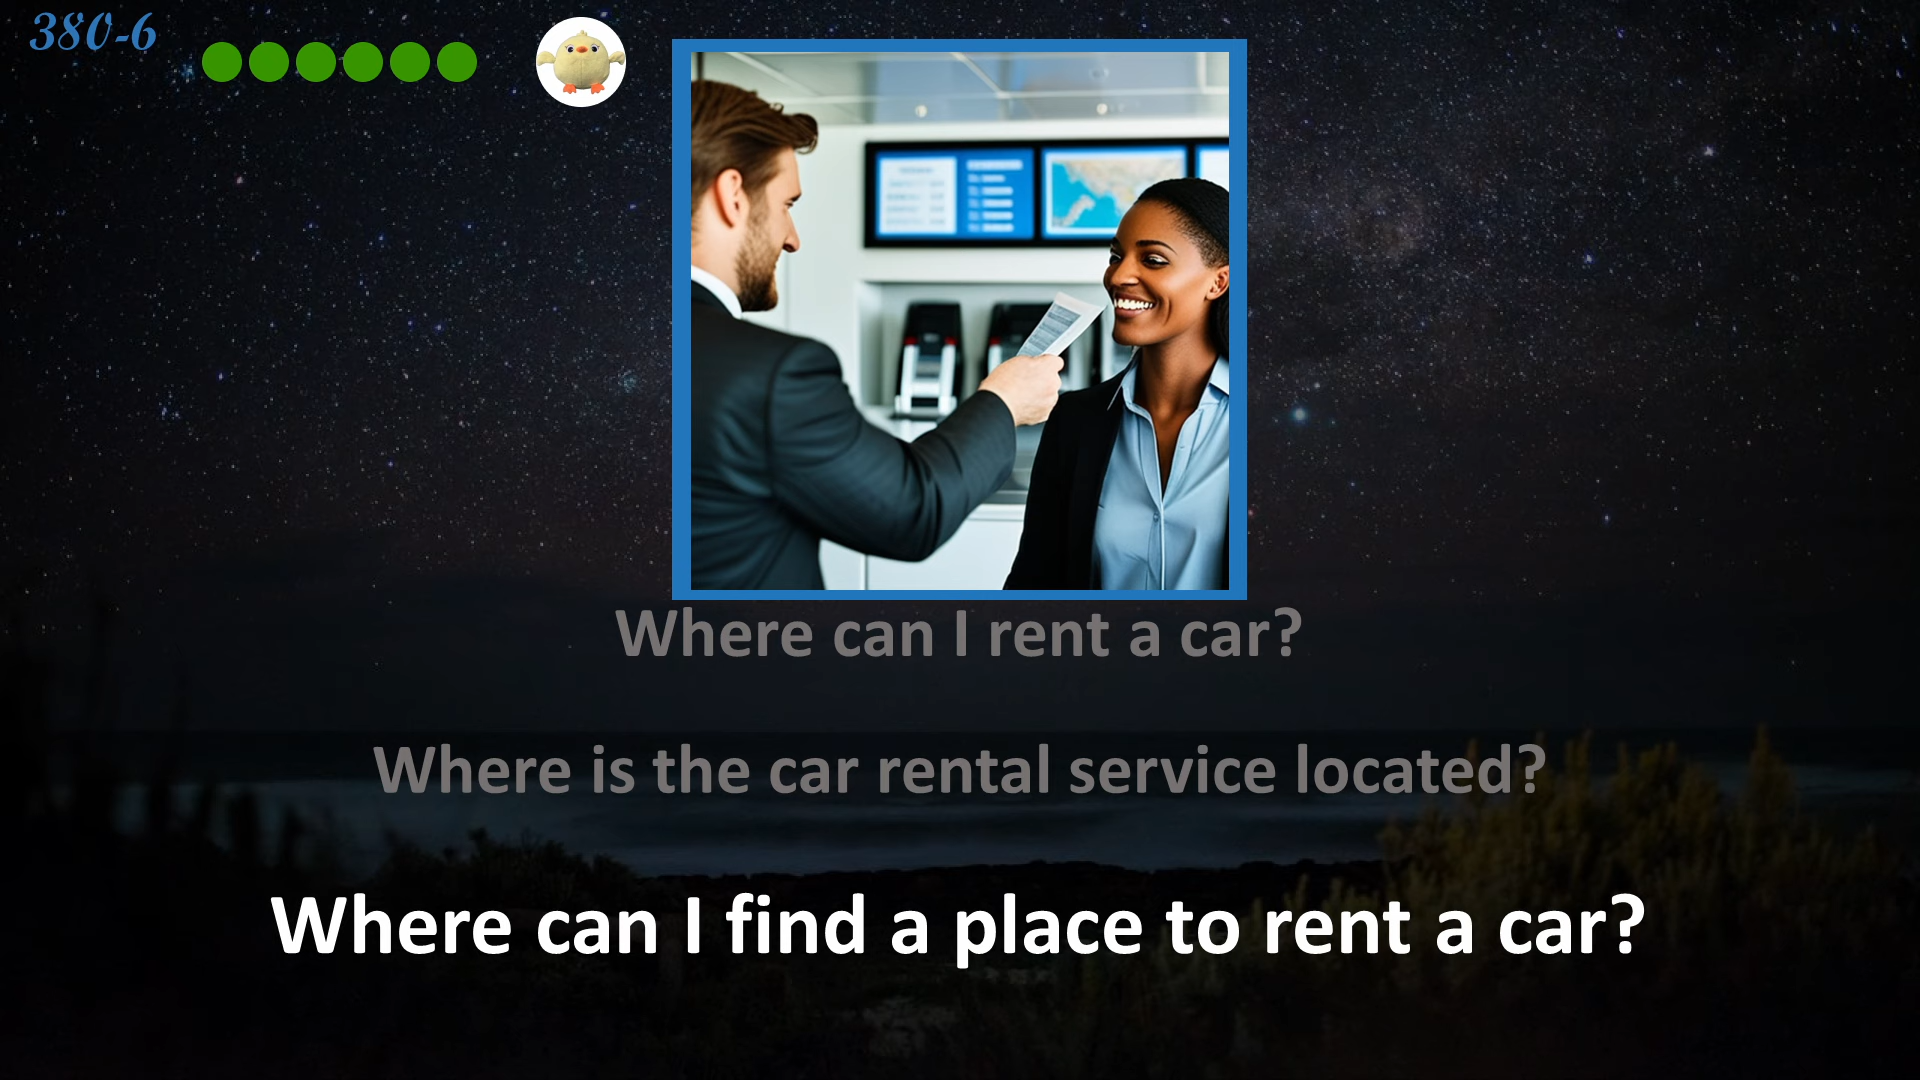 380-6
Where can I rent a car?
Where is the car rental service located?
Where can I find a place to rent a car?